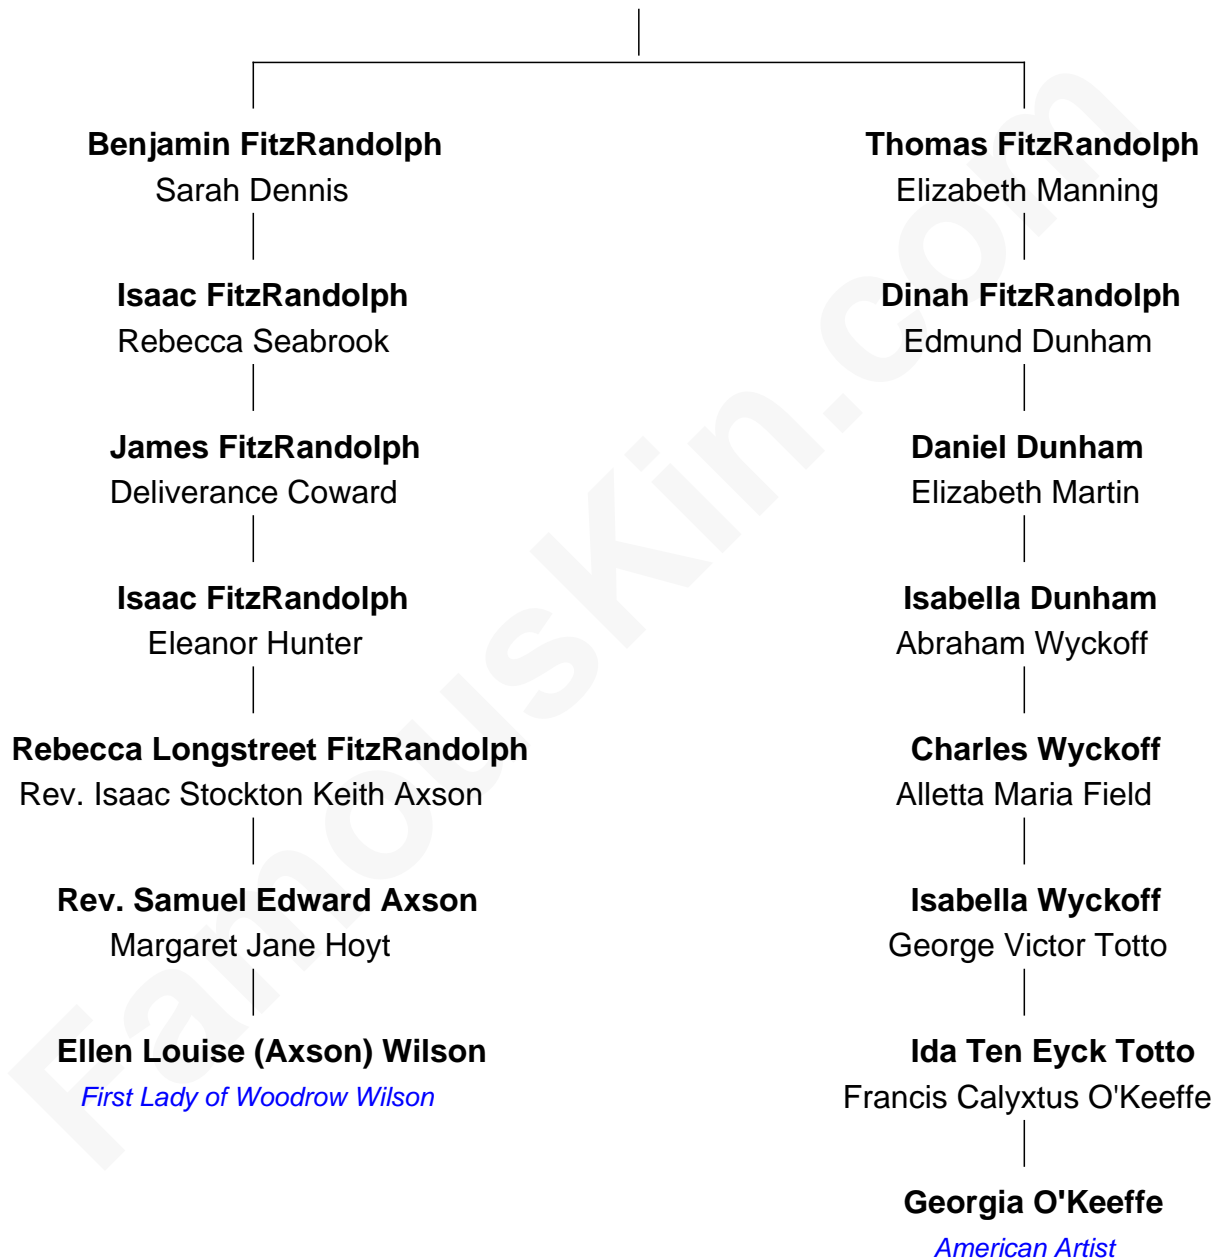 Benjamin FitzRandolph
Sarah Dennis
Isaac FitzRandolph
Rebecca Seabrook
James FitzRandolph
Deliverance Coward
Isaac FitzRandolph
Eleanor Hunter
Rebecca Longstreet FitzRandolph
Rev. Isaac Stockton Keith Axson
Rev. Samuel Edward Axson
Margaret Jane Hoyt
Ellen Louise (Axson) Wilson
First Lady of Woodrow Wilson
Thomas FitzRandolph
Elizabeth Manning
Dinah FitzRandolph
Edmund Dunham
Daniel Dunham
Elizabeth Martin
Isabella Dunham
Abraham Wyckoff
Charles Wyckoff
Alletta Maria Field
Isabella Wyckoff
George Victor Totto
Ida Ten Eyck Totto
Francis Calyxtus O'Keeffe
Georgia O'Keeffe
American Artist
FamousKin.com